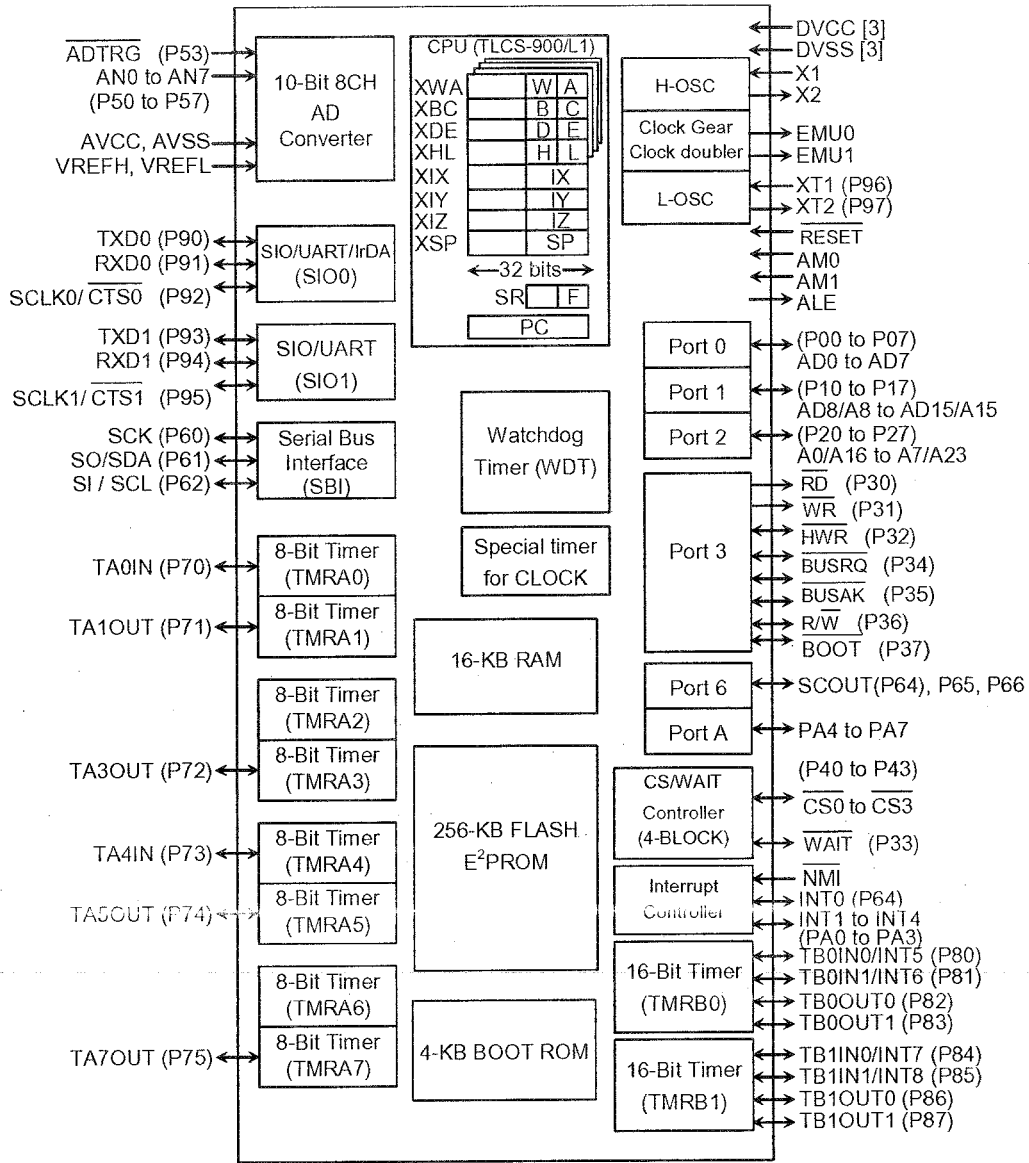 ADTRG (P53)
AN0 to AN7
(P50 to P57)
AVCC, AVSS
VREFH, VREFL
10-Bit 8CH
AD
Converter
TXD0 (P90)
RXD0 (P91)
SCLK0/ CTS0 (P92)
SIO/UART/IrDA
(SIO0)
TXD1 (P93)
RXD1 (P94)
SCLK1/ CTS1 (P95)
SIO/UART
(SIO1)
SCK (P60)
SO/SDA (P61)
SI / SCL (P62)
Serial Bus
Interface
(SBI)
TA0IN (P70)
8-Bit Timer
(TMRA0)
TA1OUT (P71)
8-Bit Timer
(TMRA1)
8-Bit Timer
(TMRA2)
TA3OUT (P72)
8-Bit Timer
(TMRA3)
TA4IN (P73)
8-Bit Timer
(TMRA4)
TA5OUT (P74)
8-Bit Timer
(TMRA5)
8-Bit Timer
(TMRA6)
TA7OUT (P75)
8-Bit Timer
(TMRA7)
CPU (TLCS-900/L1)
XWA W A
XBC B C
XDE D E
XHL H L
XIX IX
XIY IY
XIZ IZ
XSP SP
32 bits
SR F
PC
Watchdog
Timer (WDT)
Special timer
for CLOCK
16-KB RAM
256-KB FLASH
E²PROM
4-KB BOOT ROM
DVCC [3]
DVSS [3]
H-OSC
X1
X2
Clock Gear
Clock doubler
EMU0
EMU1
L-OSC
XT1 (P96)
XT2 (P97)
RESET
AM0
AM1
ALE
Port 0
(P00 to P07)
AD0 to AD7
Port 1
(P10 to P17)
AD8/A8 to AD15/A15
Port 2
(P20 to P27)
A0/A16 to A7/A23
Port 3
RD (P30)
WR (P31)
HWR (P32)
BUSRQ (P34)
BUSAK (P35)
R/W (P36)
BOOT (P37)
Port 6
SCOUT(P64), P65, P66
Port A
PA4 to PA7
CS/WAIT
Controller
(4-BLOCK)
(P40 to P43)
CS0 to CS3
WAIT (P33)
Interrupt
Controller
NMI
INT0 (P64)
INT1 to INT4
(PA0 to PA3)
16-Bit Timer
(TMRB0)
TB0IN0/INT5 (P80)
TB0IN1/INT6 (P81)
TB0OUT0 (P82)
TB0OUT1 (P83)
16-Bit Timer
(TMRB1)
TB1IN0/INT7 (P84)
TB1IN1/INT8 (P85)
TB1OUT0 (P86)
TB1OUT1 (P87)